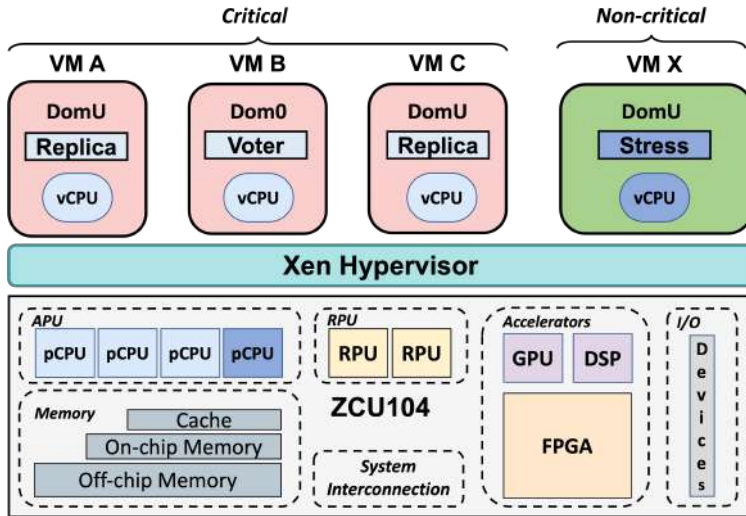 Critical
Non-critical
VM A
VM B
VM C
VM X
DomU
Dom0
DomU
DomU
Replica
Voter
Replica
Stress
vCPU
vCPU
vCPU
vCPU
Xen Hypervisor
APU
RPU
Accelerators
I/O
pCPU
pCPU
pCPU
pCPU
RPU
RPU
GPU
DSP
Devices
Memory
Cache
On-chip Memory
Off-chip Memory
ZCU104
System
Interconnection
FPGA